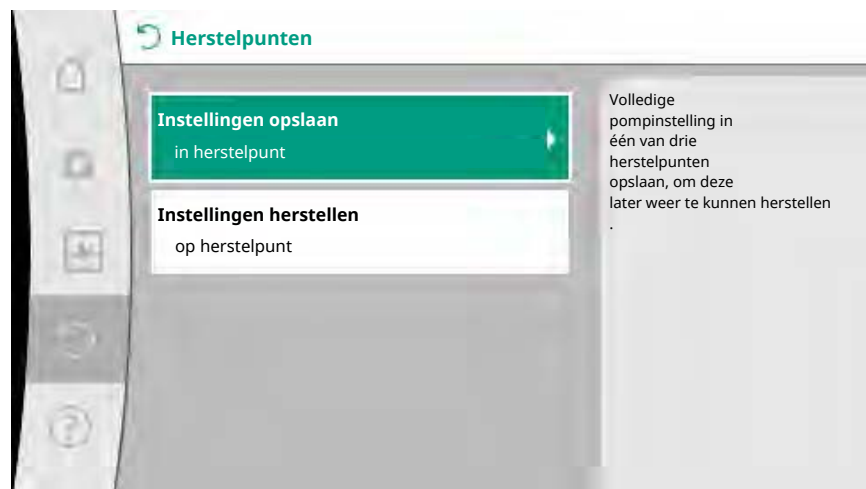 Herstelpunten
Instellingen opslaan
in herstelpunt
Instellingen herstellen
op herstelpunt
Volledige
pompinstelling in
één van drie
herstelpunten
opslaan, om deze
later weer te kunnen herstellen
.